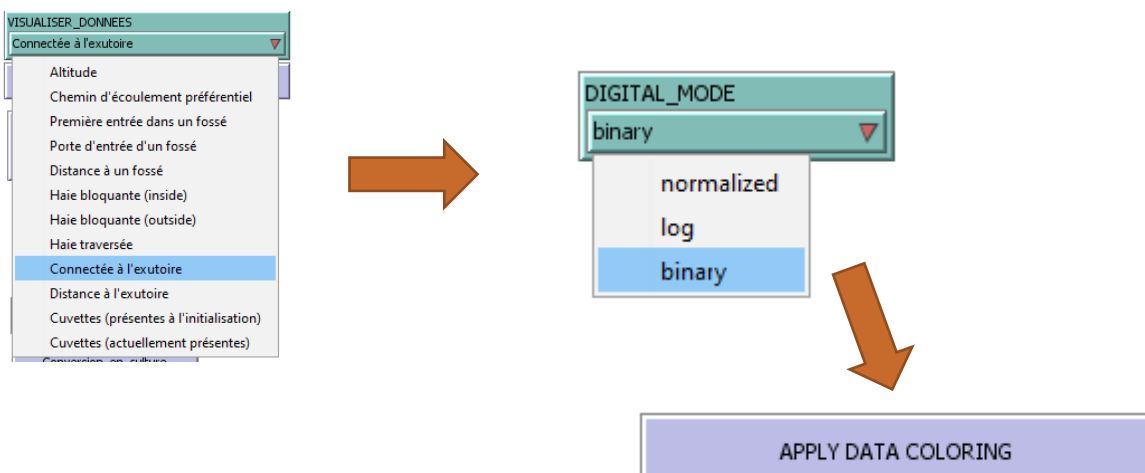 VISUALISER_DONNEES
Connectée à l'exutoire
Altitude
Chemin d'écoulement préférentiel
Première entrée dans un fossé
Porte d'entrée d'un fossé
Distance à un fossé
Haie bloquante (inside)
Haie bloquante (outside)
Haie traversée
Connectée à l'exutoire
Distance à l'exutoire
Cuvettes (présentes à l'initialisation)
Cuvettes (actuellement présentes)
Conversion_en_culture
DIGITAL_MODE
binary
normalized
log
binary
APPLY DATA COLORING